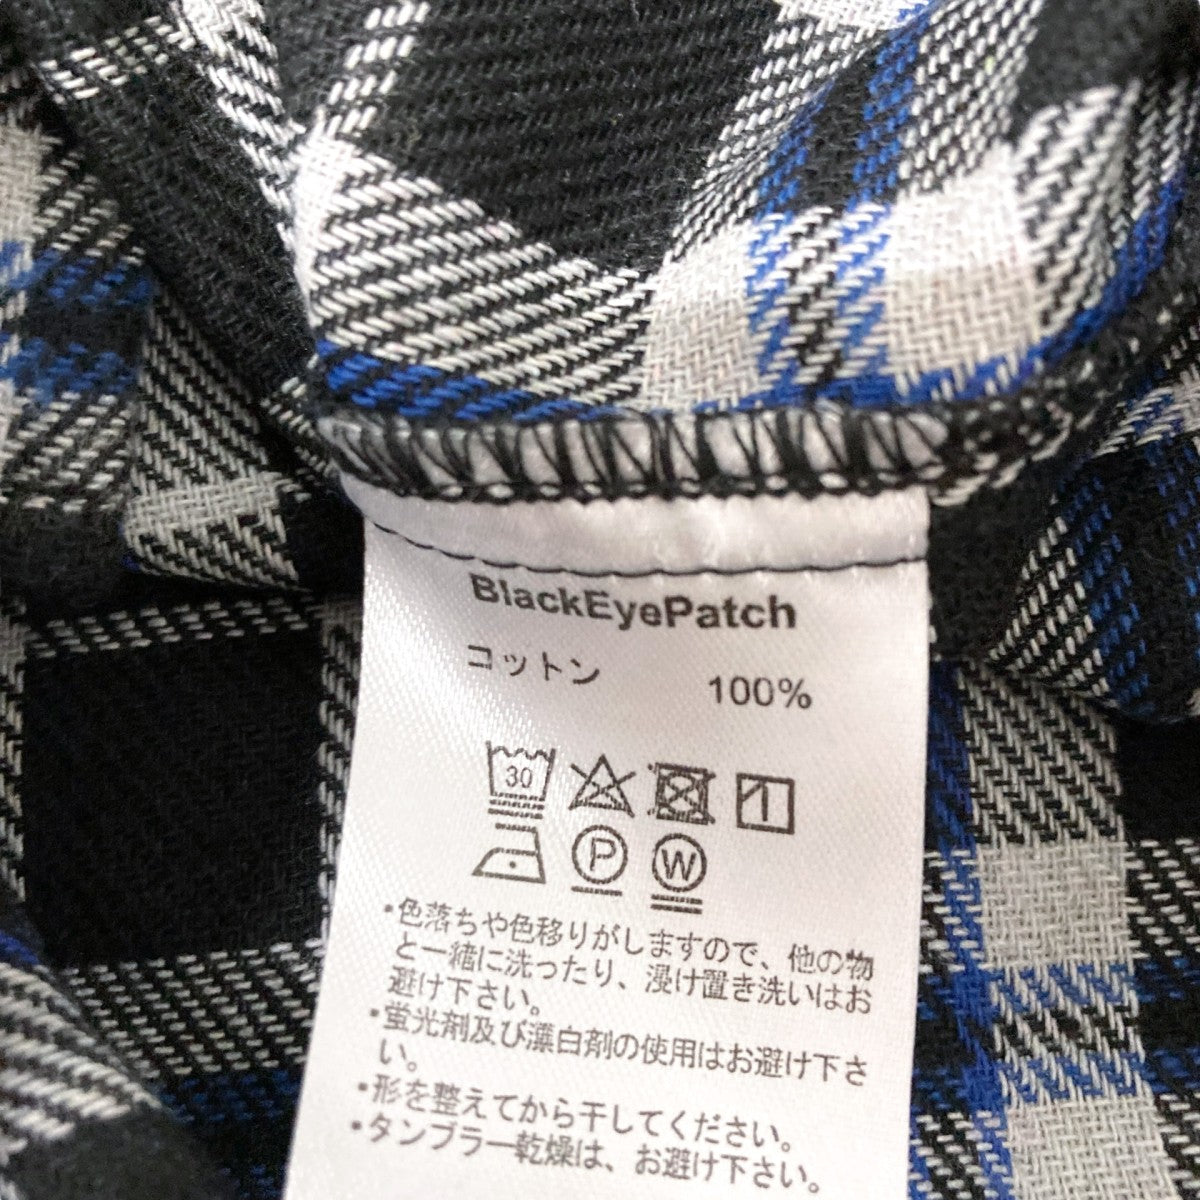 BlackEyePatch
コットン 100%
30
P W
・色落ちや色移りがしますので、他の物
と一緒に洗ったり、浸け置き洗いはお
避け下さい。
・蛍光剤及び漂白剤の使用はお避け下さ
い。
・形を整えてから干してください。
・タンブラー乾燥は、お避け下さい。